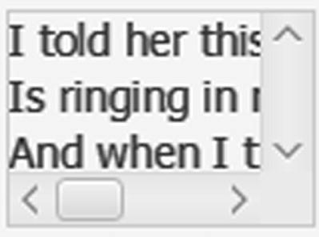 I told her this
Is ringing in
And when I